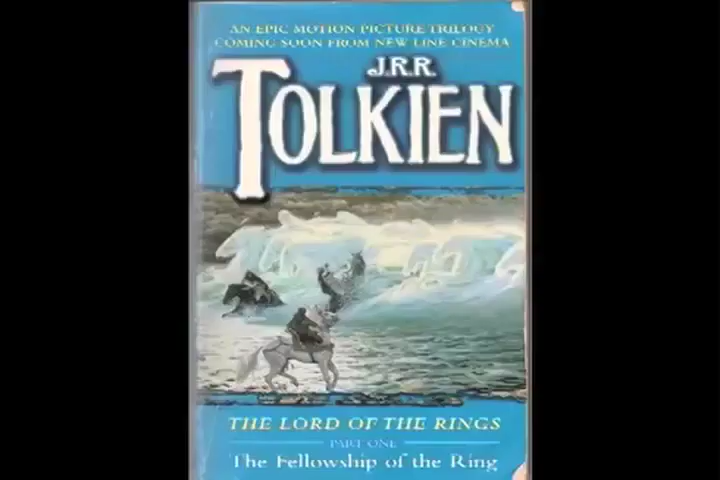 AN EPIC MOTION PICTURE TRILOGY
COMING SOON FROM NEW LINE CINEMA
J.R.R.
TOLKIEN
THE LORD OF THE RINGS
PART ONE
The Fellowship of the Ring